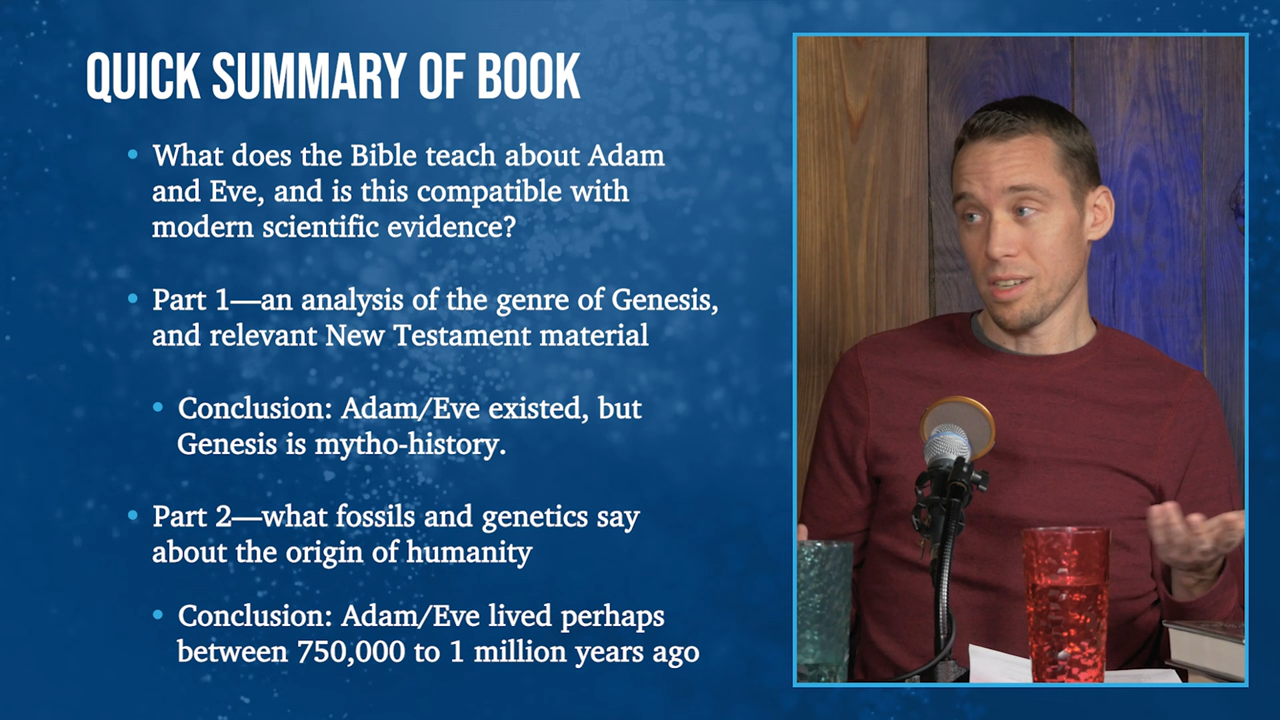 QUICK SUMMARY OF BOOK
• What does the Bible teach about Adam
and Eve, and is this compatible with
modern scientific evidence?
• Part 1—an analysis of the genre of Genesis,
and relevant New Testament material
• Conclusion: Adam/Eve existed, but
Genesis is mytho-history.
• Part 2—what fossils and genetics say
about the origin of humanity
• Conclusion: Adam/Eve lived perhaps
between 750,000 to 1 million years ago